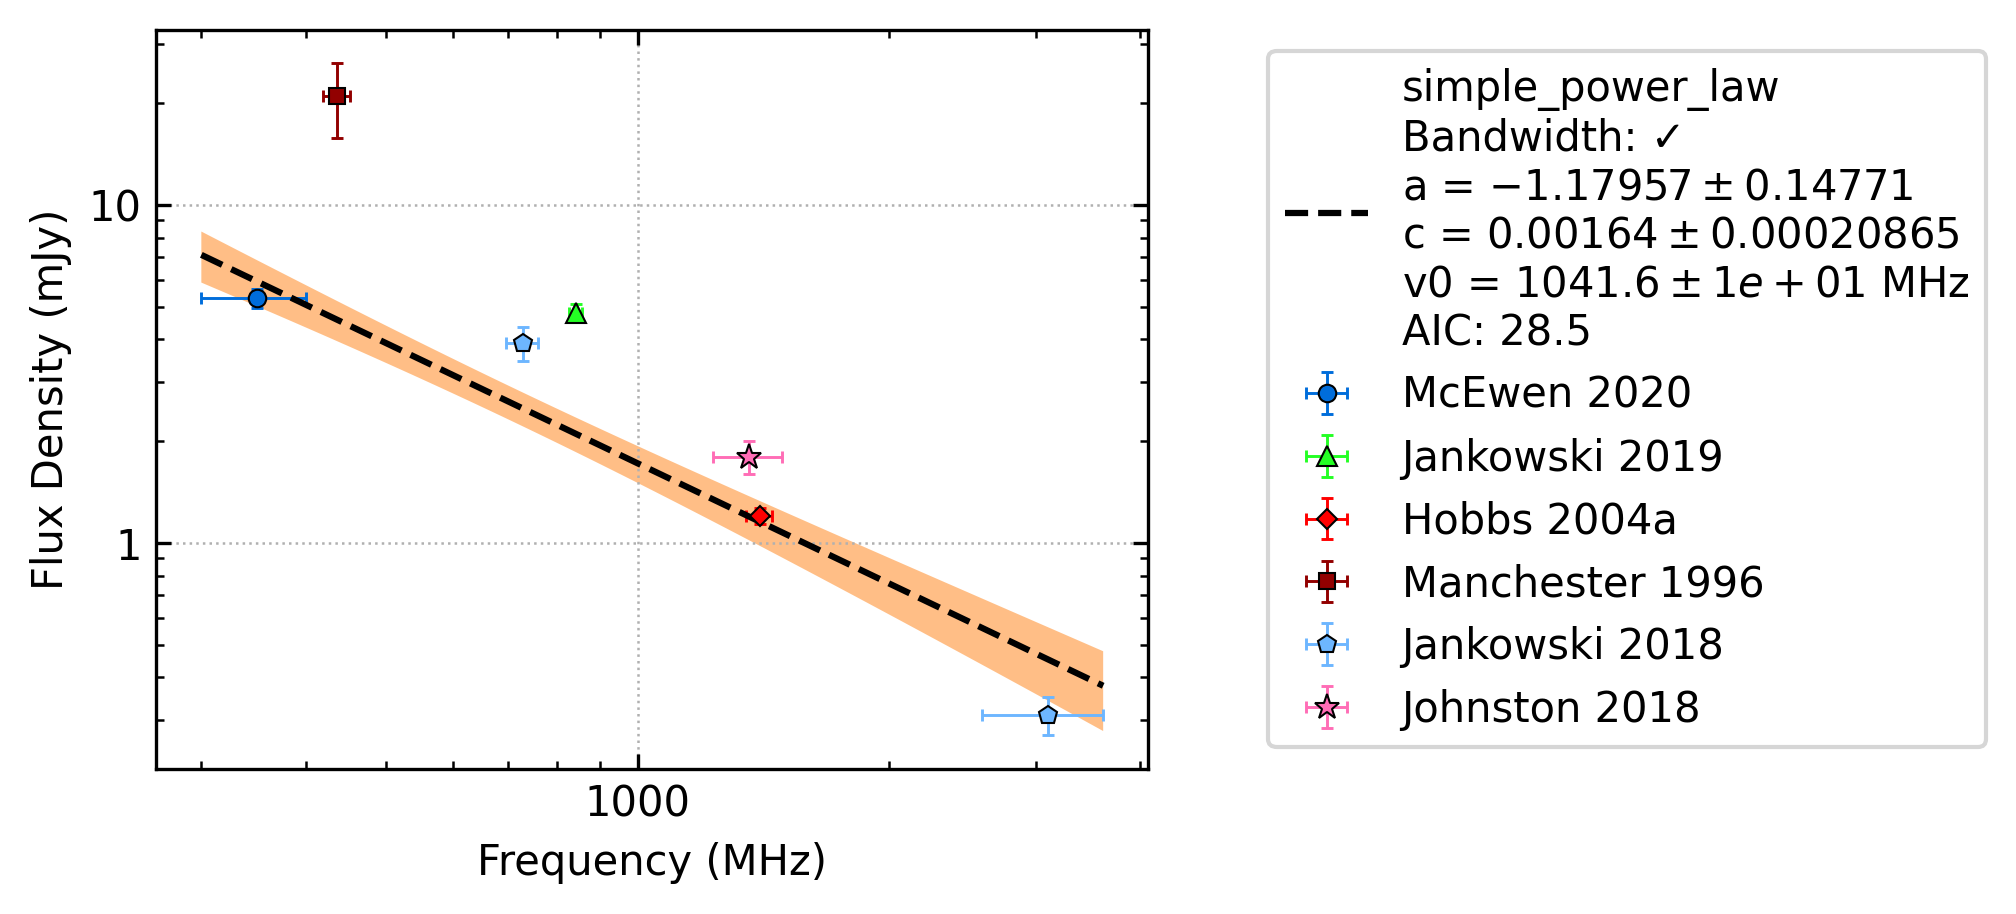 10
1
Flux Density (mJy)
1000
Frequency (MHz)
simple_power_law
Bandwidth: ✓
a = −1.17957 ± 0.14771
c = 0.00164 ± 0.00020865
v0 = 1041.6 ± 1e + 01 MHz
AIC: 28.5
McEwen 2020
Jankowski 2019
Hobbs 2004a
Manchester 1996
Jankowski 2018
Johnston 2018